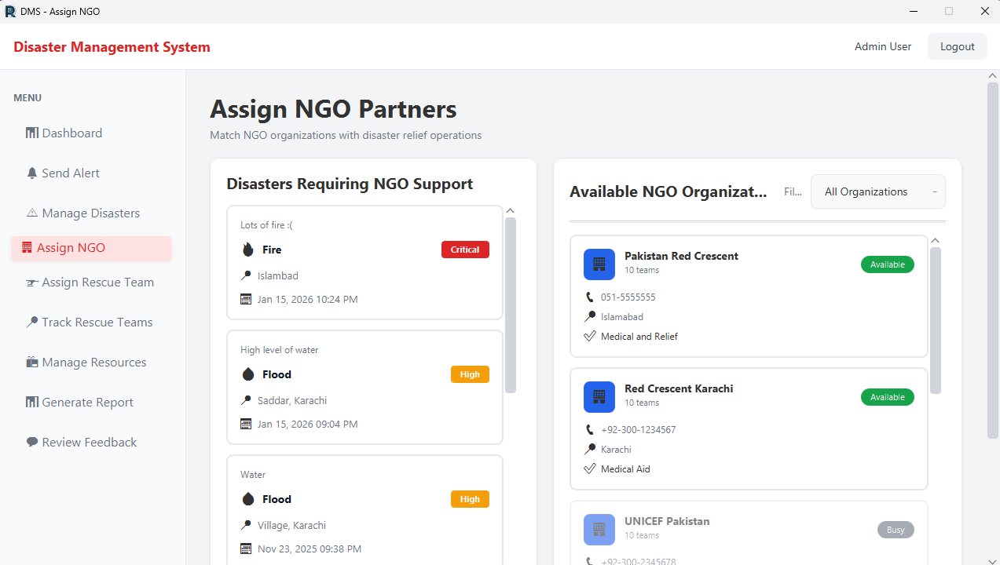 DMS - Assign NGO
Disaster Management System
Admin User
Logout
MENU
Dashboard
Send Alert
Manage Disasters
Assign NGO
Assign Rescue Team
Track Rescue Teams
Manage Resources
Generate Report
Review Feedback
Assign NGO Partners
Match NGO organizations with disaster relief operations
Disasters Requiring NGO Support
Lots of fire :(
Fire
Critical
Islambad
Jan 15, 2026 10:24 PM
High level of water
Flood
High
Saddar, Karachi
Jan 15, 2026 09:04 PM
Water
Flood
High
Village, Karachi
Nov 23, 2025 09:38 PM
Available NGO Organizat...
Fil...
All Organizations
Pakistan Red Crescent
10 teams
Available
051-5555555
Islamabad
Medical and Relief
Red Crescent Karachi
10 teams
Available
+92-300-1234567
Karachi
Medical Aid
UNICEF Pakistan
10 teams
Busy
+92-300-2345678